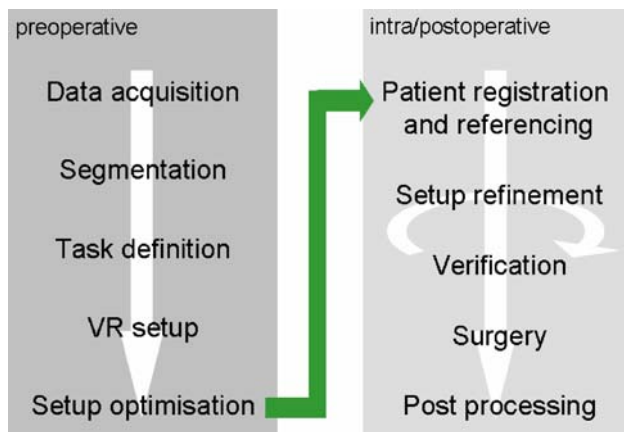 preoperative
Data acquisition
Segmentation
Task definition
VR setup
Setup optimisation
intra/postoperative
Patient registration
and referencing
Setup refinement
Verification
Surgery
Post processing